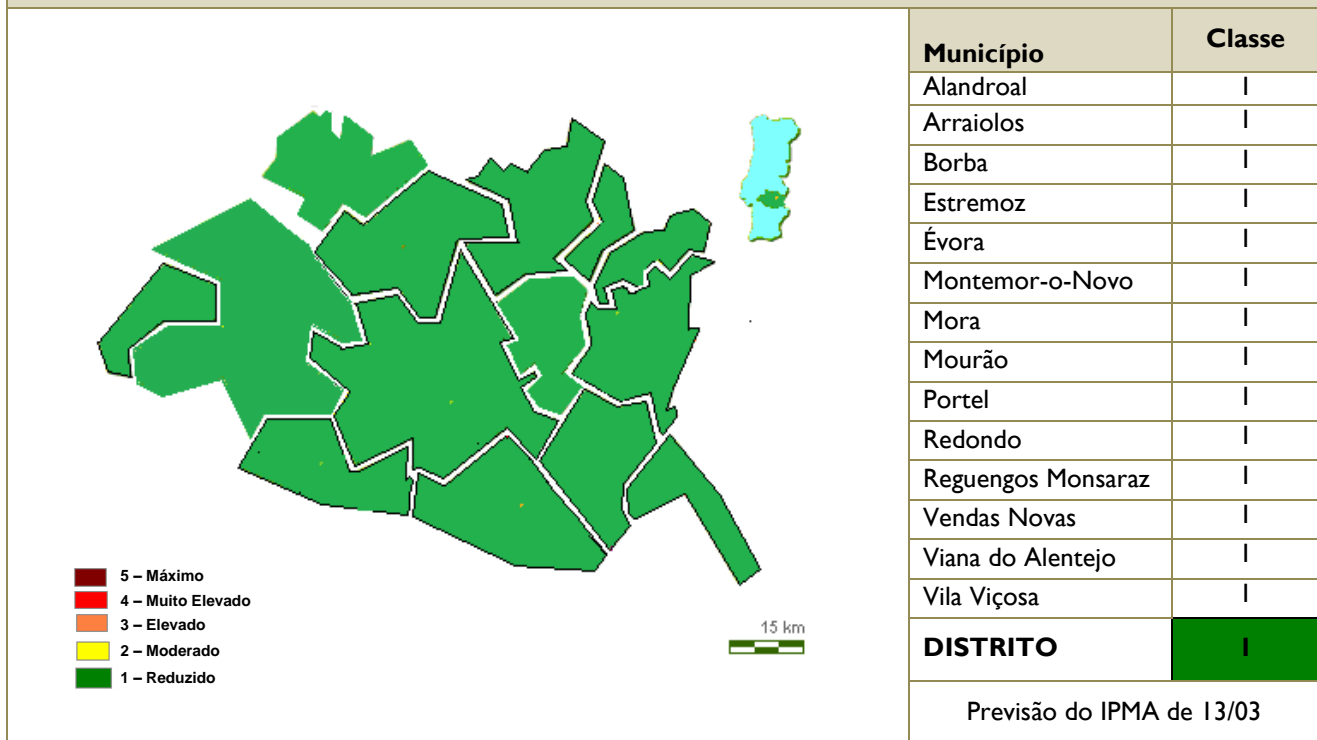 Município Classe
Alandroal 1
Arraiolos 1
Borba 1
Estremoz 1
Évora 1
Montemor-o-Novo 1
Mora 1
Mourão 1
Portel 1
Redondo 1
Reguengos Monsaraz 1
Vendas Novas 1
Viana do Alentejo 1
Vila Viçosa 1
DISTRITO 1
Previsão do IPMA de 13/03
5 – Máximo
4 – Muito Elevado
3 – Elevado
2 – Moderado
1 – Reduzido
15 km